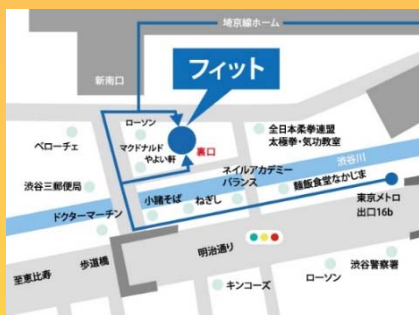 埼京線ホーム
新南口
フィット
ローソン
マクドナルド
やよい軒
裏口
全日本柔拳連盟
太極拳・気功教室
ベローチェ
渋谷川
ネイルアカデミー
バランス
麺飯食堂なかじま
渋谷三郵便局
小諸そば
ねぎし
ドクターマーチン
東京メトロ
出口16b
明治通り
歩道橋
至恵比寿
キンコーズ
ローソン
渋谷警察署